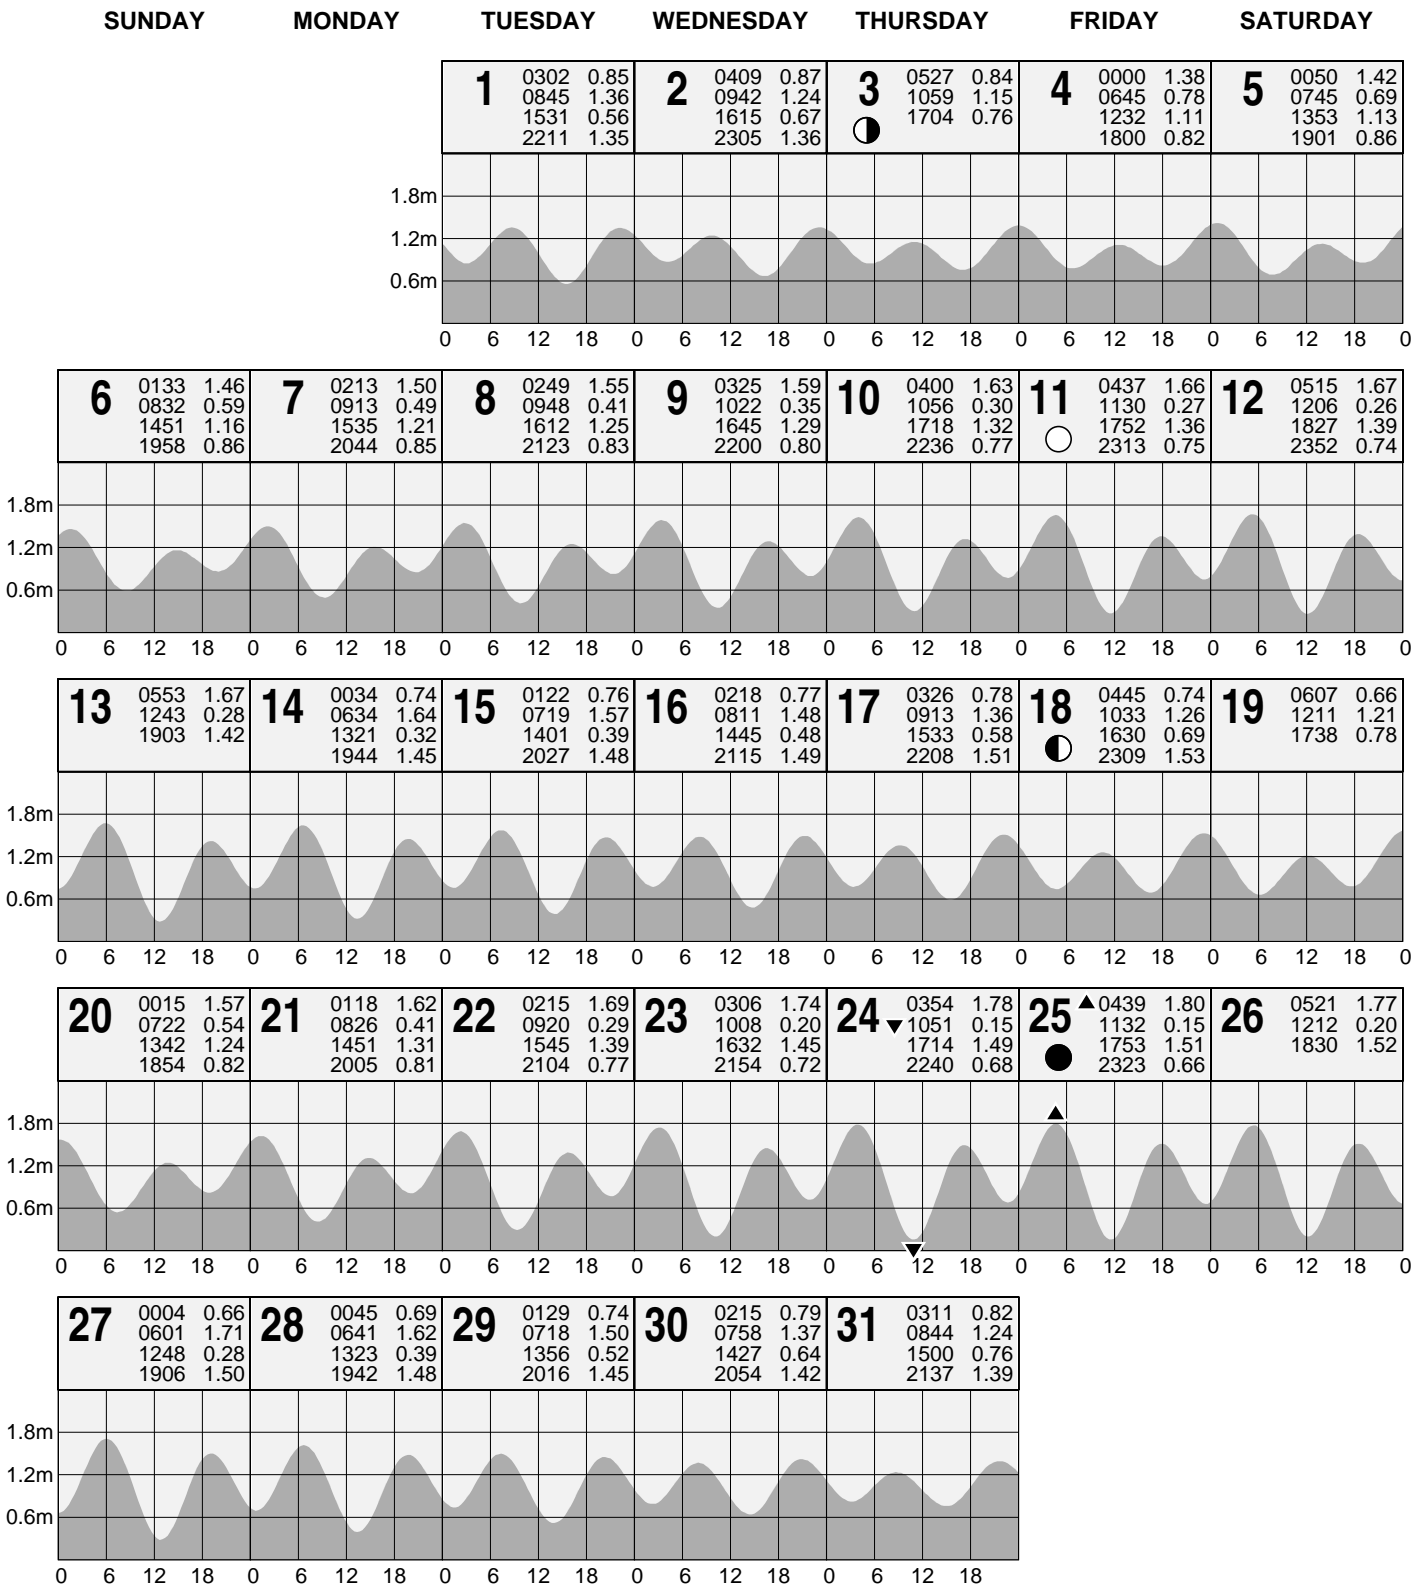 SUNDAY MONDAY TUESDAY WEDNESDAY THURSDAY FRIDAY SATURDAY
1 0302 0.85
0845 1.36
1531 0.56
2211 1.35
2 0409 0.87
0942 1.24
1615 0.67
2305 1.36
3 0527 0.84
1059 1.15
1704 0.76
4 0000 1.38
0645 0.78
1232 1.11
1800 0.82
5 0050 1.42
0745 0.69
1353 1.13
1901 0.86
1.8m
1.2m
0.6m
0 6 12 18 0 6 12 18 0 6 12 18 0 6 12 18 0 6 12 18 0
6 0133 1.46
0832 0.59
1451 1.16
1958 0.86
7 0213 1.50
0913 0.49
1535 1.21
2044 0.85
8 0249 1.55
0948 0.41
1612 1.25
2123 0.83
9 0325 1.59
1022 0.35
1645 1.29
2200 0.80
10 0400 1.63
1056 0.30
1718 1.32
2236 0.77
11 0437 1.66
1130 0.27
1752 1.36
2313 0.75
12 0515 1.67
1206 0.26
1827 1.39
2352 0.74
1.8m
1.2m
0.6m
0 6 12 18 0 6 12 18 0 6 12 18 0 6 12 18 0 6 12 18 0 6 12 18 0 6 12 18 0
13 0553 1.67
1243 0.28
1903 1.42
14 0034 0.74
0634 1.64
1321 0.32
1944 1.45
15 0122 0.76
0719 1.57
1401 0.39
2027 1.48
16 0218 0.77
0811 1.48
1445 0.48
2115 1.49
17 0326 0.78
0913 1.36
1533 0.58
2208 1.51
18 0445 0.74
1033 1.26
1630 0.69
2309 1.53
19 0607 0.66
1211 1.21
1738 0.78
1.8m
1.2m
0.6m
0 6 12 18 0 6 12 18 0 6 12 18 0 6 12 18 0 6 12 18 0 6 12 18 0 6 12 18 0
20 0015 1.57
0722 0.54
1342 1.24
1854 0.82
21 0118 1.62
0826 0.41
1451 1.31
2005 0.81
22 0215 1.69
0920 0.29
1545 1.39
2104 0.77
23 0306 1.74
1008 0.20
1632 1.45
2154 0.72
24 0354 1.78
1051 0.15
1714 1.49
2240 0.68
25 0439 1.80
1132 0.15
1753 1.51
2323 0.66
26 0521 1.77
1212 0.20
1830 1.52
1.8m
1.2m
0.6m
0 6 12 18 0 6 12 18 0 6 12 18 0 6 12 18 0 6 12 18 0 6 12 18 0 6 12 18 0
27 0004 0.66
0601 1.71
1248 0.28
1906 1.50
28 0045 0.69
0641 1.62
1323 0.39
1942 1.48
29 0129 0.74
0718 1.50
1356 0.52
2016 1.45
30 0215 0.79
0758 1.37
1427 0.64
2054 1.42
31 0311 0.82
0844 1.24
1500 0.76
2137 1.39
1.8m
1.2m
0.6m
0 6 12 18 0 6 12 18 0 6 12 18 0 6 12 18 0 6 12 18